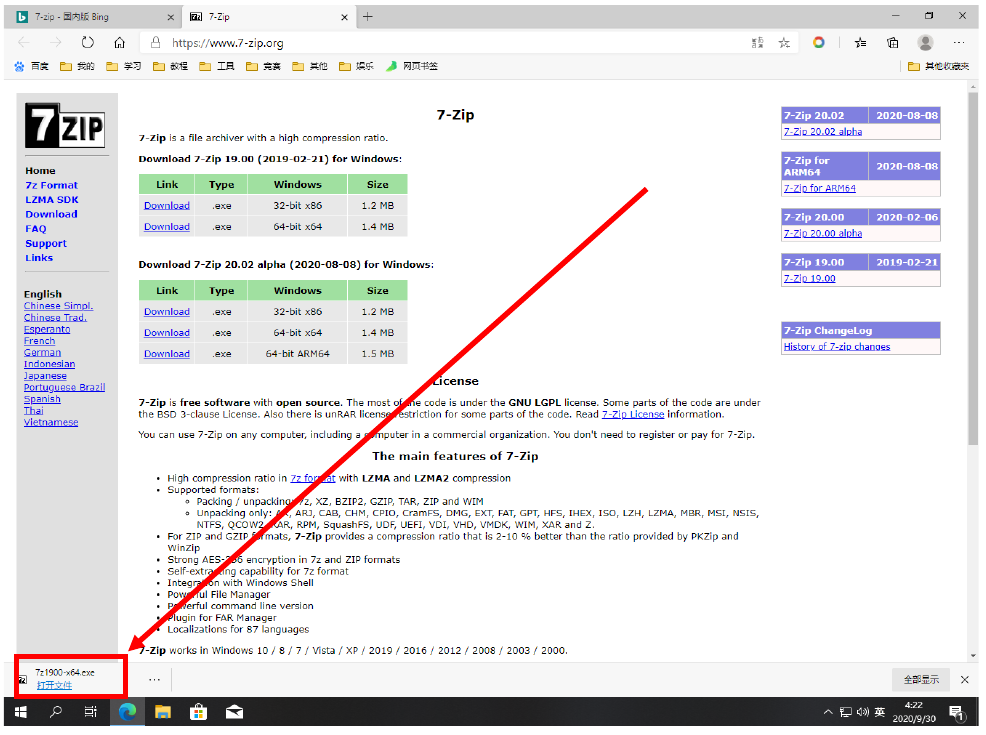 7-zip - 国内版 Bing
7-Zip
https://www.7-zip.org
百度 我的 学习 教程 工具 竞赛 其他 娱乐 网页书签 其他收藏夹
7ZIP
Home
7z Format
LZMA SDK
Download
FAQ
Support
Links
English
Chinese Simpl.
Chinese Trad.
Esperanto
French
German
Indonesian
Japanese
Portuguese Brazil
Spanish
Thai
Vietnamese
7-Zip
7-Zip is a file archiver with a high compression ratio.
Download 7-Zip 19.00 (2019-02-21) for Windows:
Link Type Windows Size
Download .exe 32-bit x86 1.2 MB
Download .exe 64-bit x64 1.4 MB
Download 7-Zip 20.02 alpha (2020-08-08) for Windows:
Link Type Windows Size
Download .exe 32-bit x86 1.2 MB
Download .exe 64-bit x64 1.4 MB
Download .exe 64-bit ARM64 1.5 MB
License
7-Zip is free software with open source. The most of the code is under the GNU LGPL license. Some parts of the code are under
the BSD 3-clause License. Also there is unRAR license restriction for some parts of the code. Read 7-Zip License information.
You can use 7-Zip on any computer, including a computer in a commercial organization. You don't need to register or pay for 7-Zip.
The main features of 7-Zip
High compression ratio in 7z format with LZMA and LZMA2 compression
Supported formats:
Packing / unpacking: 7z, XZ, BZIP2, GZIP, TAR, ZIP and WIM
Unpacking only: AR, ARJ, CAB, CHM, CPIO, CramFS, DMG, EXT, FAT, GPT, HFS, IHEX, ISO, LZH, LZMA, MBR, MSI, NSIS,
NTFS, QCOW2, RAR, RPM, SquashFS, UDF, UEFI, VDI, VHD, VMDK, WIM, XAR and Z.
For ZIP and GZIP formats, 7-Zip provides a compression ratio that is 2-10 % better than the ratio provided by PKZip and
WinZip
Strong AES-256 encryption in 7z and ZIP formats
Self-extracting capability for 7z format
Integration with Windows Shell
Powerful File Manager
Powerful command line version
Plugin for FAR Manager
Localizations for 87 languages
7-Zip works in Windows 10 / 8 / 7 / Vista / XP / 2019 / 2016 / 2012 / 2008 / 2003 / 2000.
7-Zip 20.02 2020-08-08
7-Zip 20.02 alpha
7-Zip for
ARM64 2020-08-08
7-Zip for ARM64
7-Zip 20.00 2020-02-06
7-Zip 20.00 alpha
7-Zip 19.00 2019-02-21
7-Zip 19.00
7-Zip ChangeLog
History of 7-zip changes
7z1900-x64.exe
打开文件
全部显示
英
4:22
2020/9/30
1